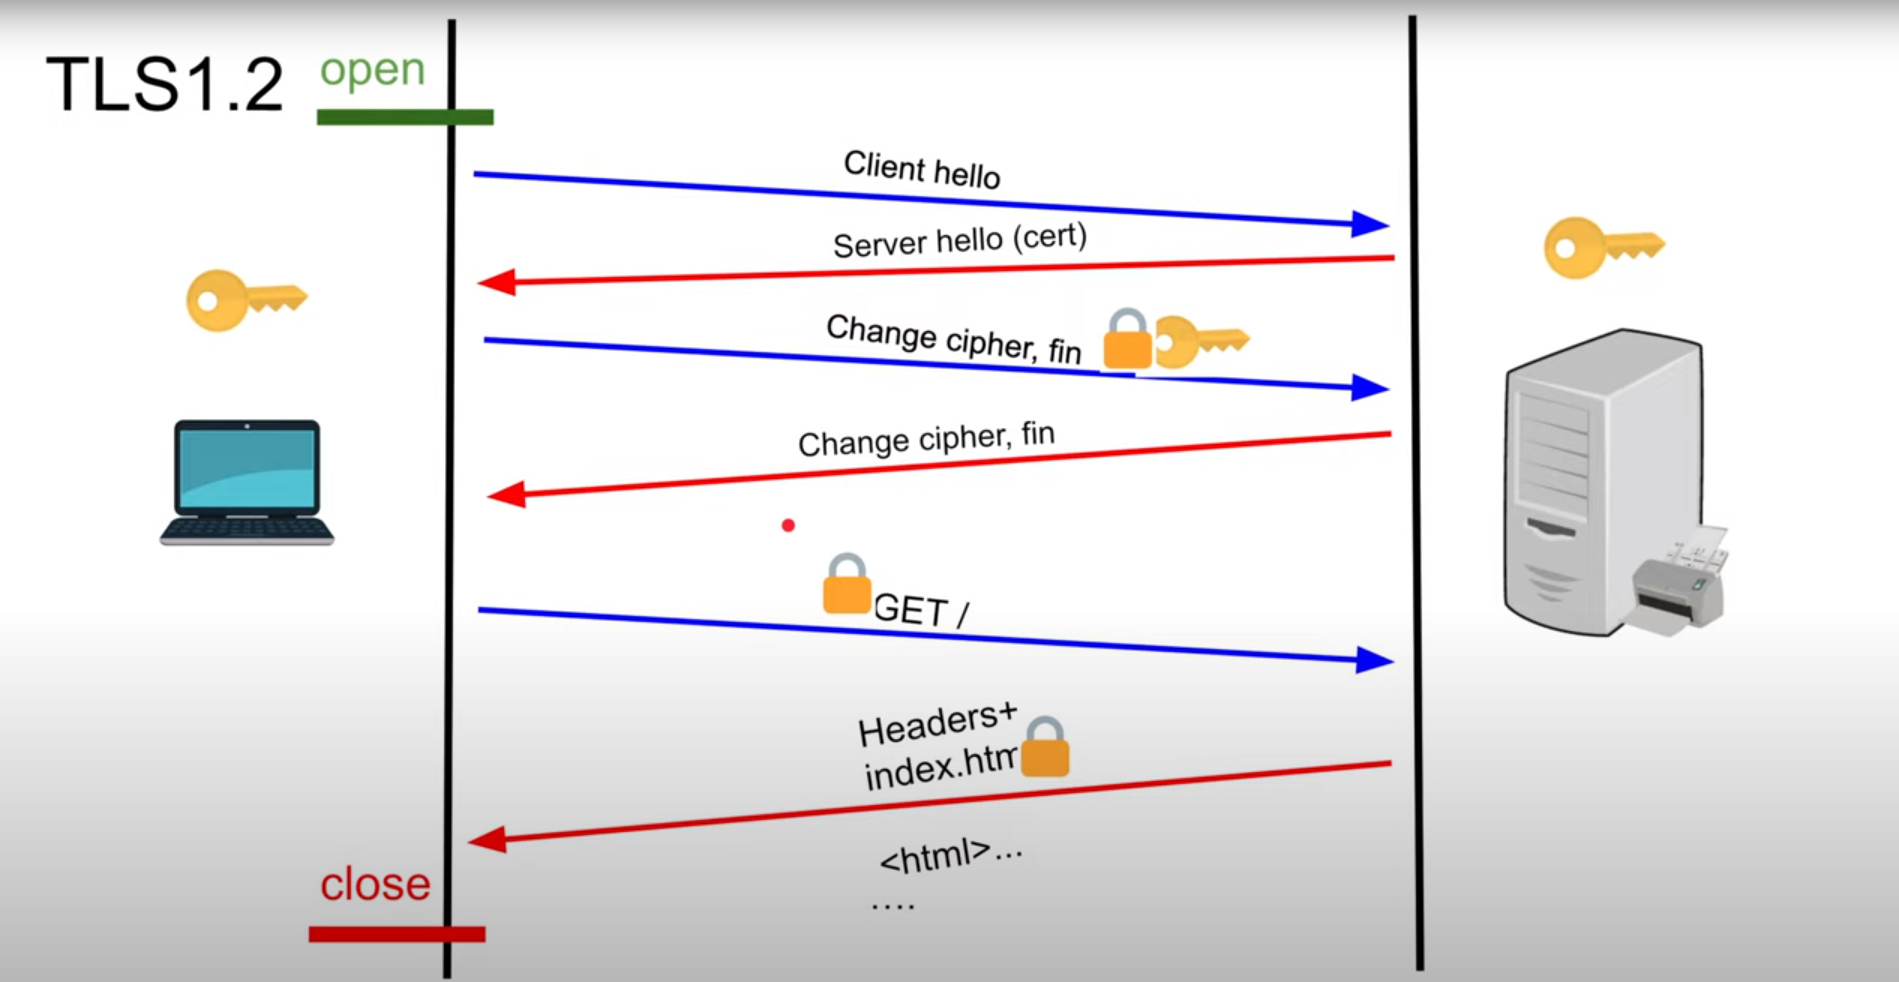 TLS1.2
open
Client hello
Server hello (cert)
Change cipher, fin
Change cipher, fin
GET /
Headers+
index.htm
<html>...
....
close